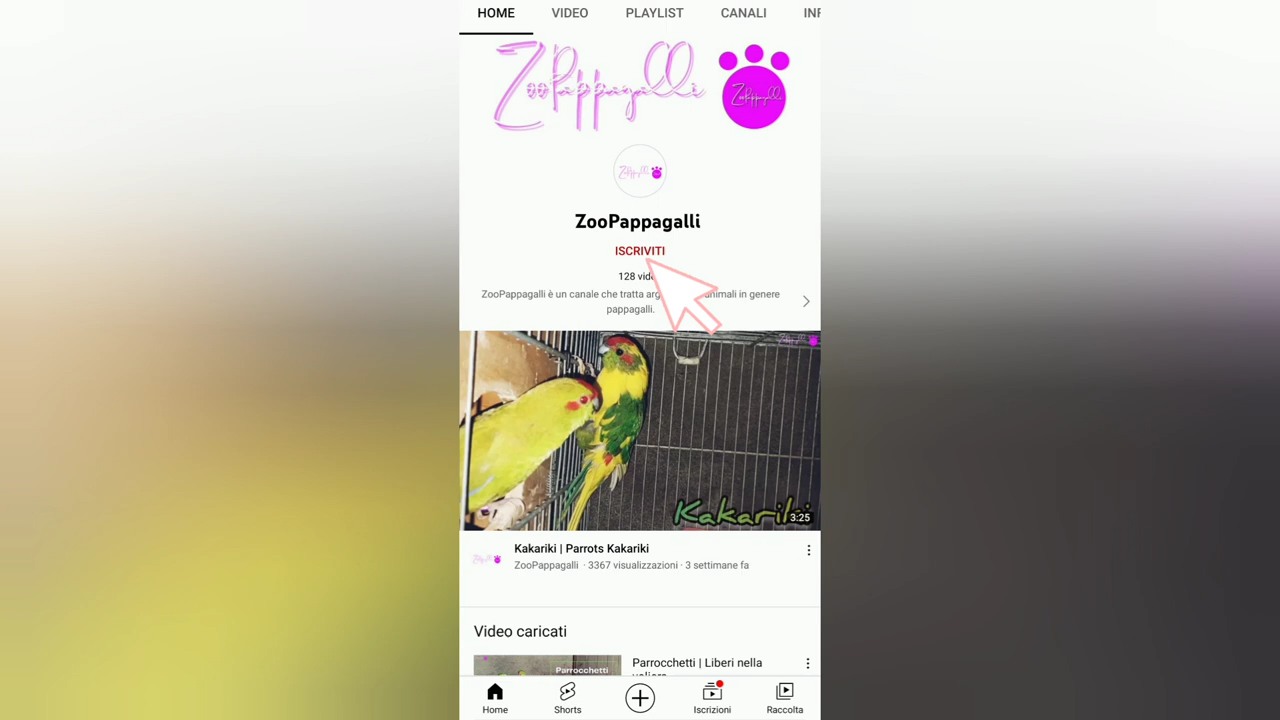 HOME VIDEO PLAYLIST CANALI
ZooPappagalli
ZooPappagalli
ZooPappagalli
ISCRIVITI
128
ZooPappagalli è un canale che tratta animali in genere
pappagalli.
Kakariki
3:25
Kakariki | Parrots Kakariki
ZooPappagalli · 3367 visualizzazioni · 3 settimane fa
Video caricati
Parrocchetti
Parrocchetti | Liberi nella
Home Shorts Iscrizioni Raccolta